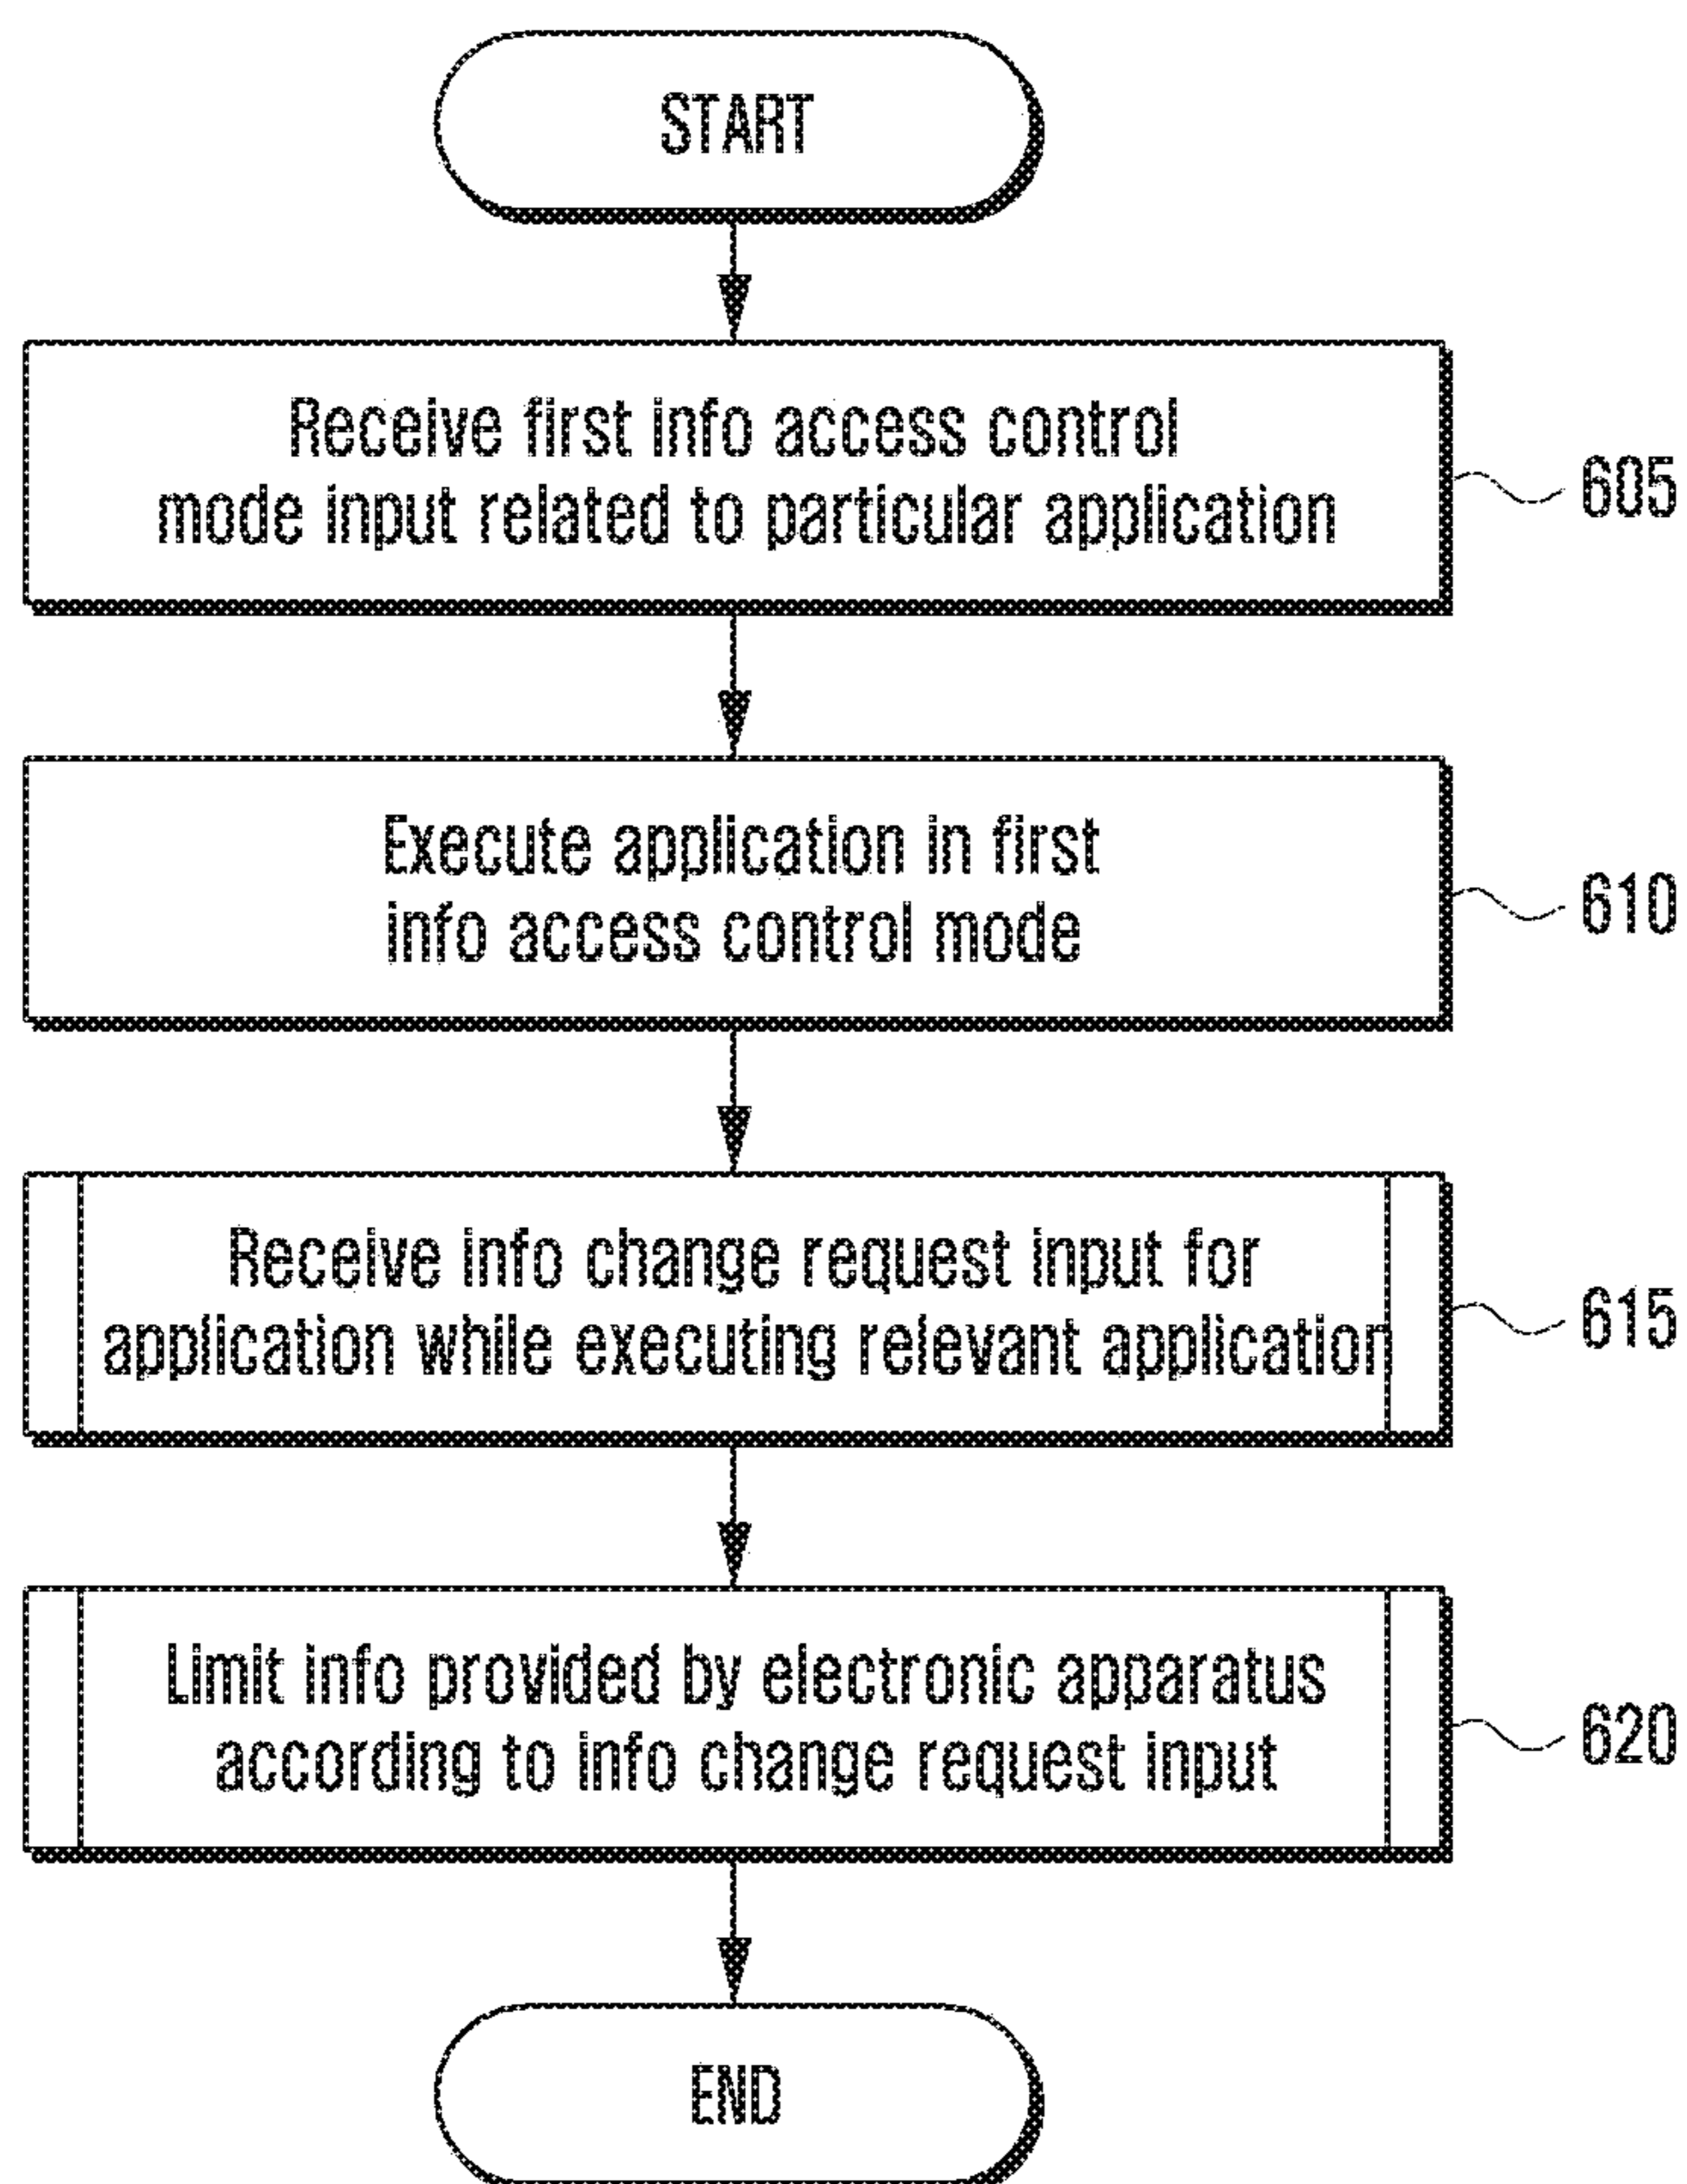 START
Receive first info access control
mode input related to particular application
605
Execute application in first
info access control mode
610
Receive info change request input for
application while executing relevant application
615
Limit info provided by electronic apparatus
according to info change request input
620
END